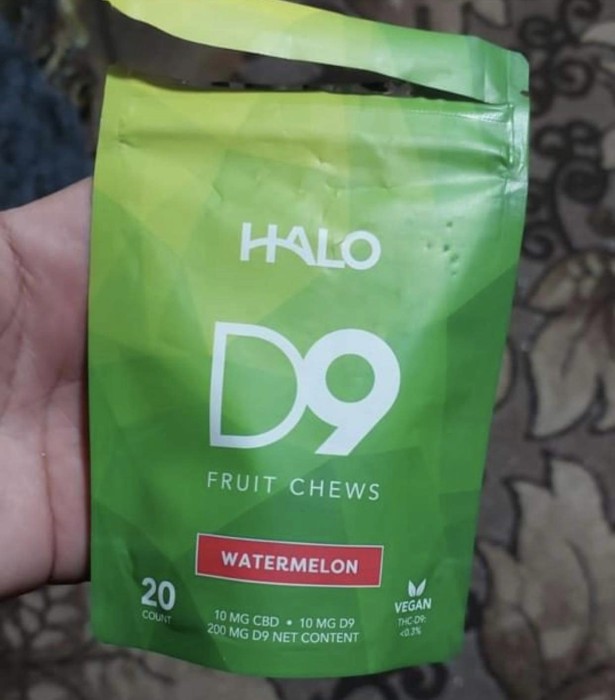 HALO
D9
FRUIT CHEWS
WATERMELON
20
COUNT
10 MG CBD • 10 MG D9
200 MG D9 NET CONTENT
VEGAN
THC-D9:
<0.3%